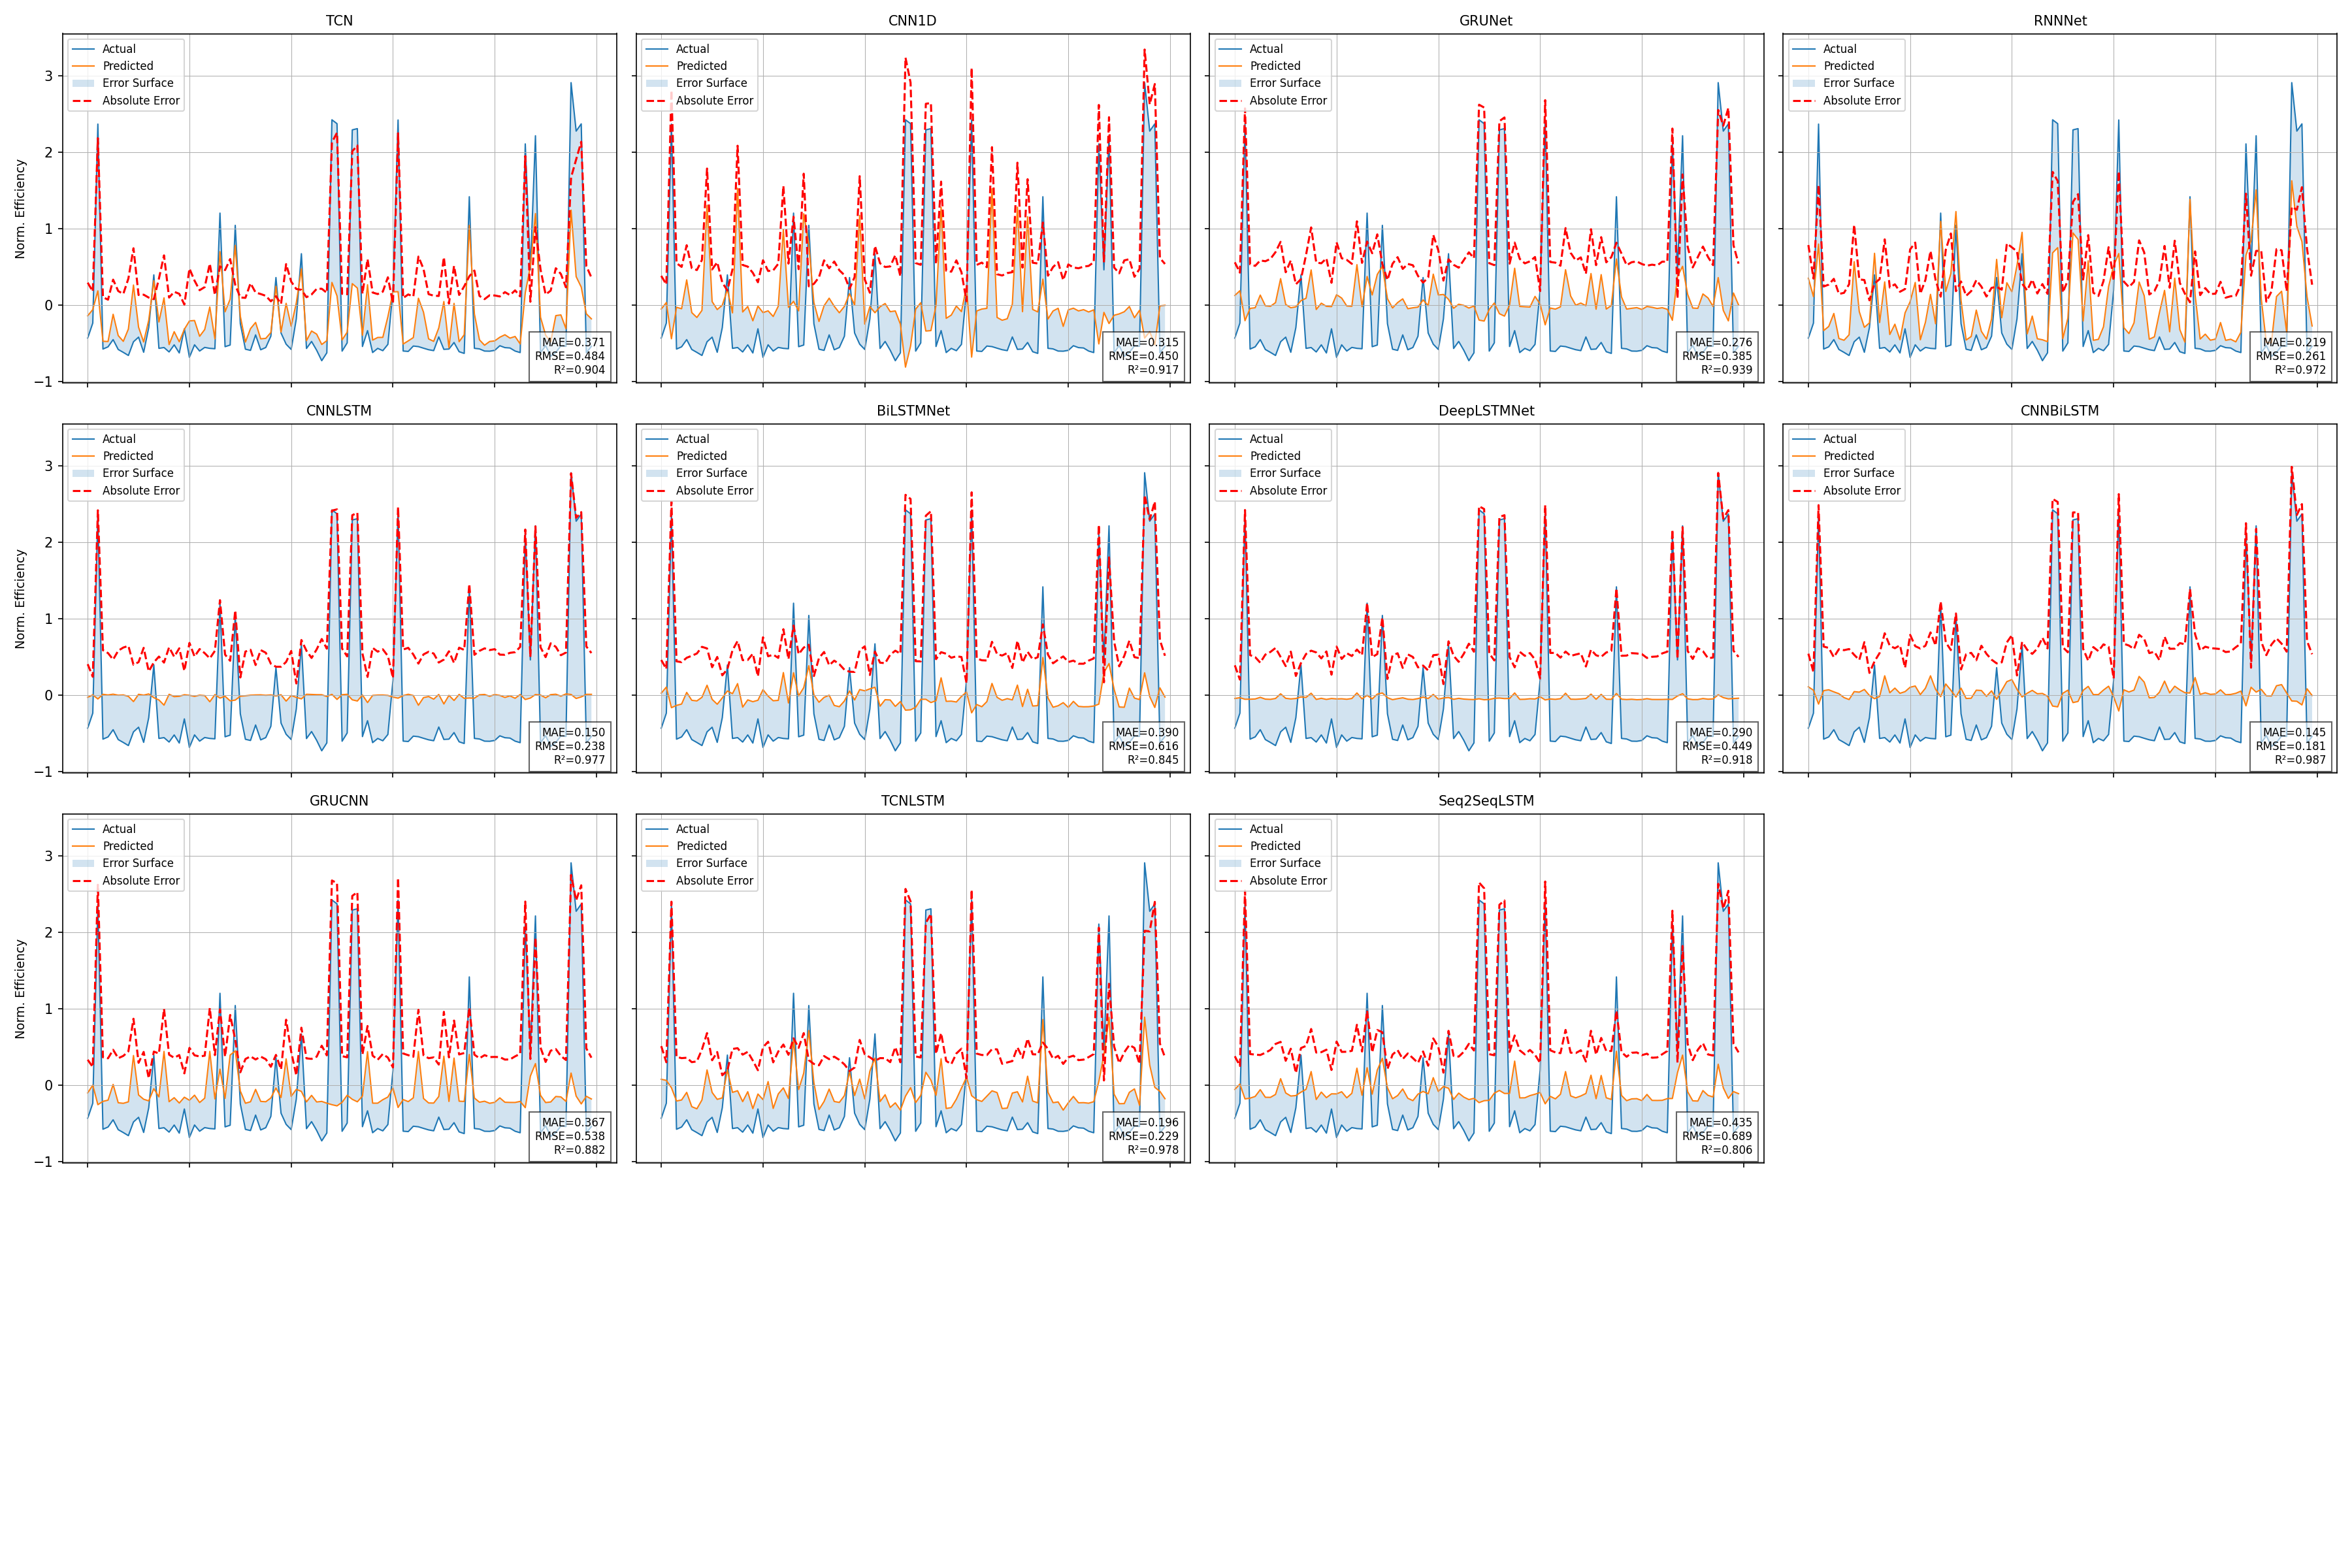 TCN
Actual
Predicted
Error Surface
Absolute Error
3
2
1
0
−1
Norm. Efficiency
MAE=0.371
RMSE=0.484
R²=0.904
CNN1D
Actual
Predicted
Error Surface
Absolute Error
MAE=0.315
RMSE=0.450
R²=0.917
GRUNet
Actual
Predicted
Error Surface
Absolute Error
MAE=0.276
RMSE=0.385
R²=0.939
RNNNet
Actual
Predicted
Error Surface
Absolute Error
MAE=0.219
RMSE=0.261
R²=0.972
CNNLSTM
Actual
Predicted
Error Surface
Absolute Error
3
2
1
0
−1
Norm. Efficiency
MAE=0.150
RMSE=0.238
R²=0.977
BiLSTMNet
Actual
Predicted
Error Surface
Absolute Error
MAE=0.390
RMSE=0.616
R²=0.845
DeepLSTMNet
Actual
Predicted
Error Surface
Absolute Error
MAE=0.290
RMSE=0.449
R²=0.918
CNNBiLSTM
Actual
Predicted
Error Surface
Absolute Error
MAE=0.145
RMSE=0.181
R²=0.987
GRUCNN
Actual
Predicted
Error Surface
Absolute Error
3
2
1
0
−1
Norm. Efficiency
MAE=0.367
RMSE=0.538
R²=0.882
TCNLSTM
Actual
Predicted
Error Surface
Absolute Error
MAE=0.196
RMSE=0.229
R²=0.978
Seq2SeqLSTM
Actual
Predicted
Error Surface
Absolute Error
MAE=0.435
RMSE=0.689
R²=0.806